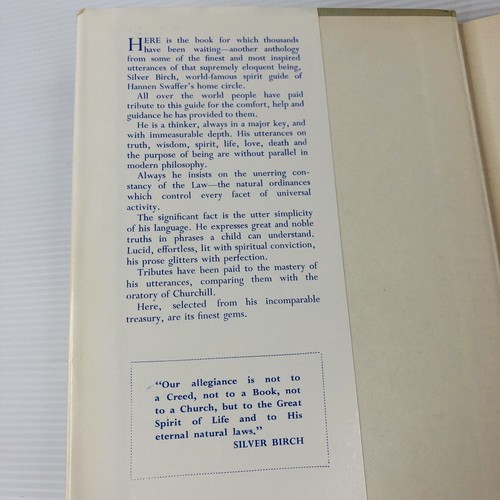 HERE is the book for which thousands
have been waiting—another anthology
from some of the finest and most inspired
utterances of that supremely eloquent being,
Silver Birch, world-famous spirit guide of
Hannen Swaffer's home circle.
All over the world people have paid
tribute to this guide for the comfort, help and
guidance he has provided to them.
He is a thinker, always in a major key, and
with immeasurable depth. His utterances on
truth, wisdom, spirit, life, love, death and
the purpose of being are without parallel in
modern philosophy.
Always he insists on the unerring con-
stancy of the Law—the natural ordinances
which control every facet of universal
activity.
The significant fact is the utter simplicity
of his language. He expresses great and noble
truths in phrases a child can understand.
Lucid, effortless, lit with spiritual conviction,
his prose glitters with perfection.
Tributes have been paid to the mastery of
his utterances, comparing them with the
oratory of Churchill.
Here, selected from his incomparable
treasury, are its finest gems.
"Our allegiance is not to
a Creed, not to a Book, not
to a Church, but to the Great
Spirit of Life and to His
eternal natural laws."
SILVER BIRCH